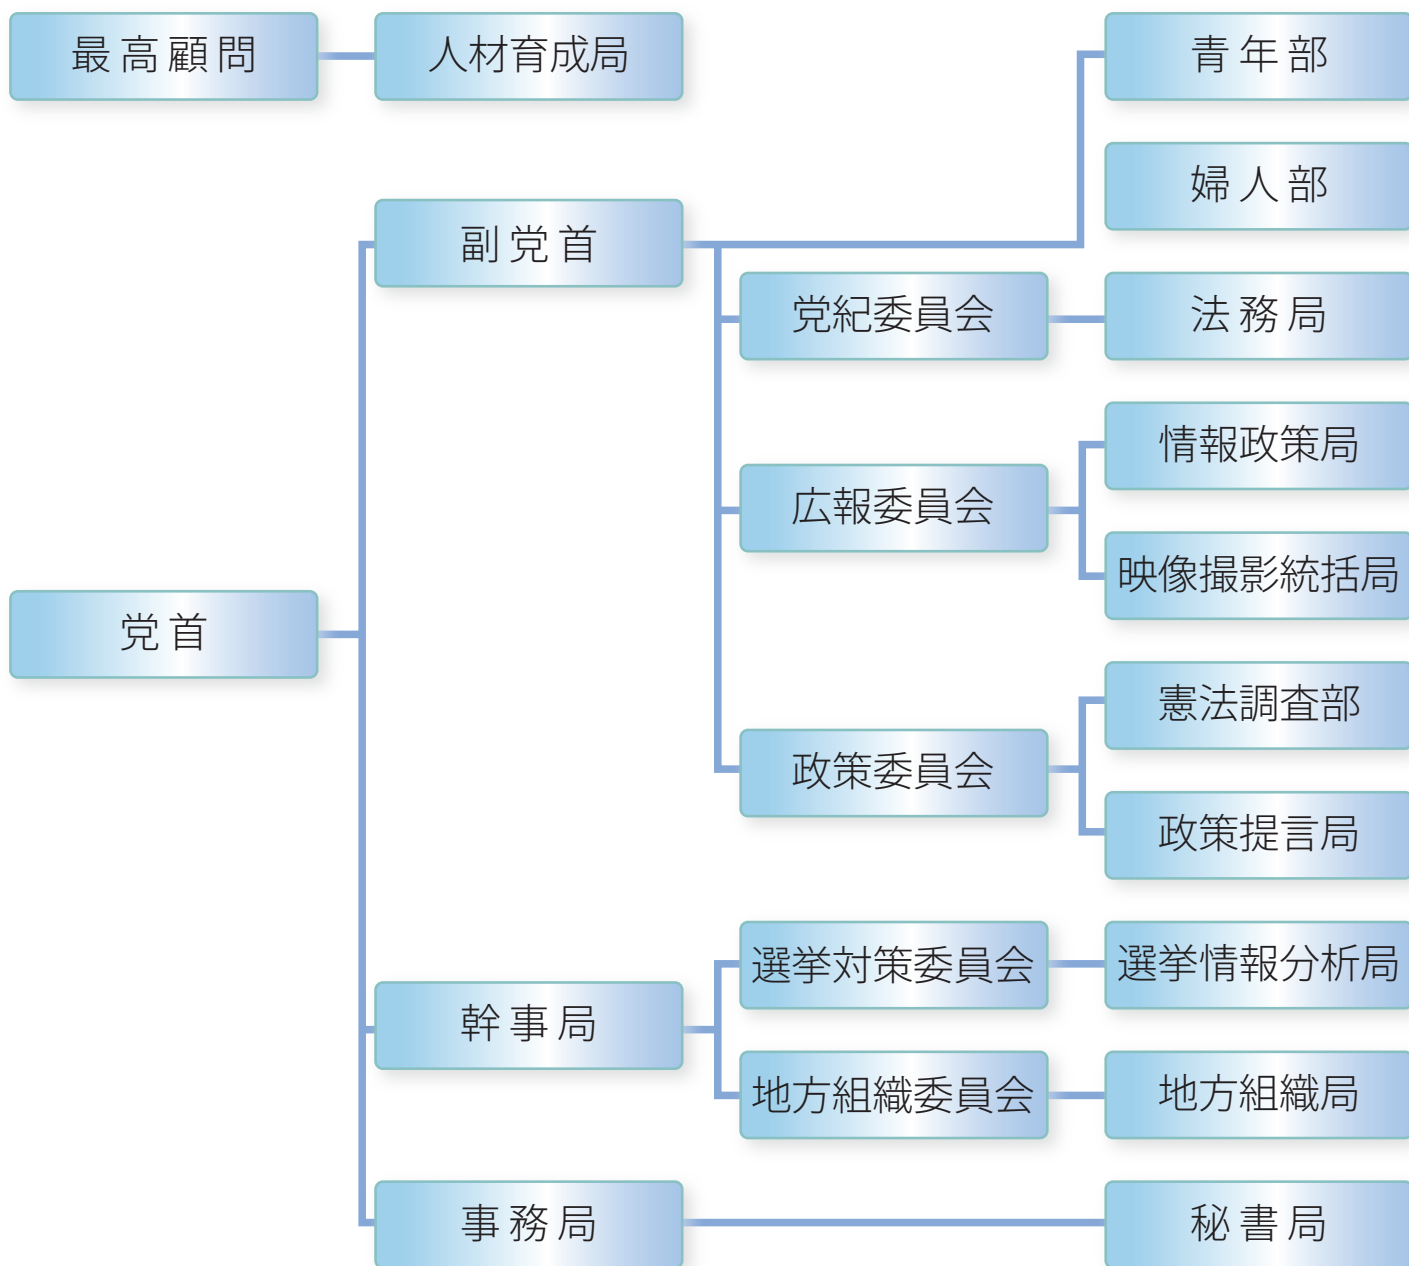 最高顧問
人材育成局
青年部
婦人部
副党首
党紀委員会
法務局
情報政策局
広報委員会
映像撮影統括局
党首
憲法調査部
政策委員会
政策提言局
選挙対策委員会
選挙情報分析局
幹事局
地方組織委員会
地方組織局
事務局
秘書局